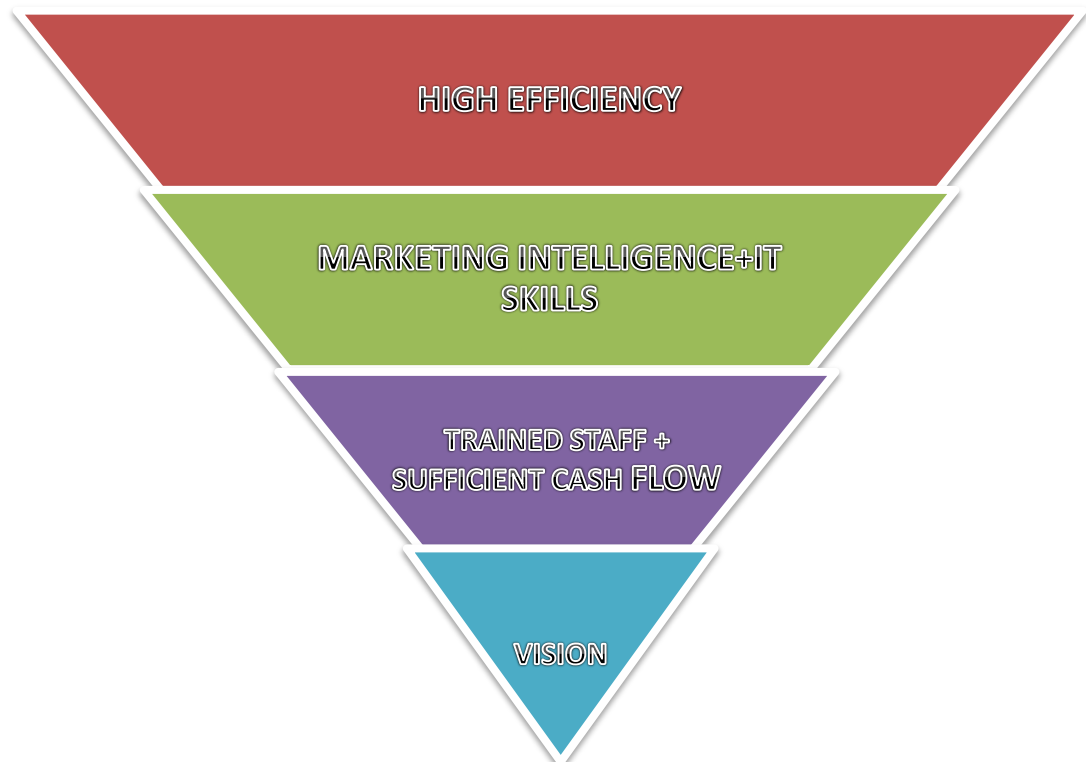 HIGH EFFICIENCY
MARKETING INTELLIGENCE+IT
SKILLS
TRAINED STAFF +
SUFFICIENT CASH FLOW
VISION